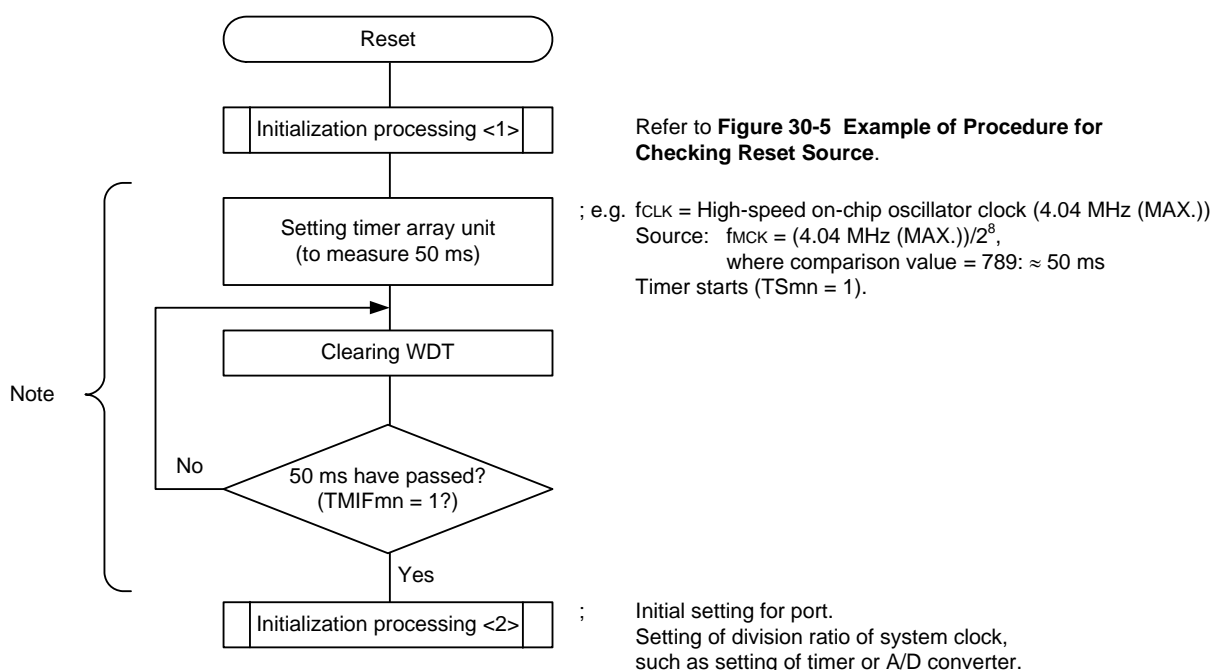 Reset
Initialization processing <1>
Refer to Figure 30-5 Example of Procedure for
Checking Reset Source.
Setting timer array unit
(to measure 50 ms)
; e.g. fCLK = High-speed on-chip oscillator clock (4.04 MHz (MAX.))
Source: fMCK = (4.04 MHz (MAX.))/2⁸,
where comparison value = 789: ≈ 50 ms
Timer starts (TSmn = 1).
Clearing WDT
Note
No
50 ms have passed?
(TMIFmn = 1?)
Yes
Initialization processing <2>
; Initial setting for port.
Setting of division ratio of system clock,
such as setting of timer or A/D converter.